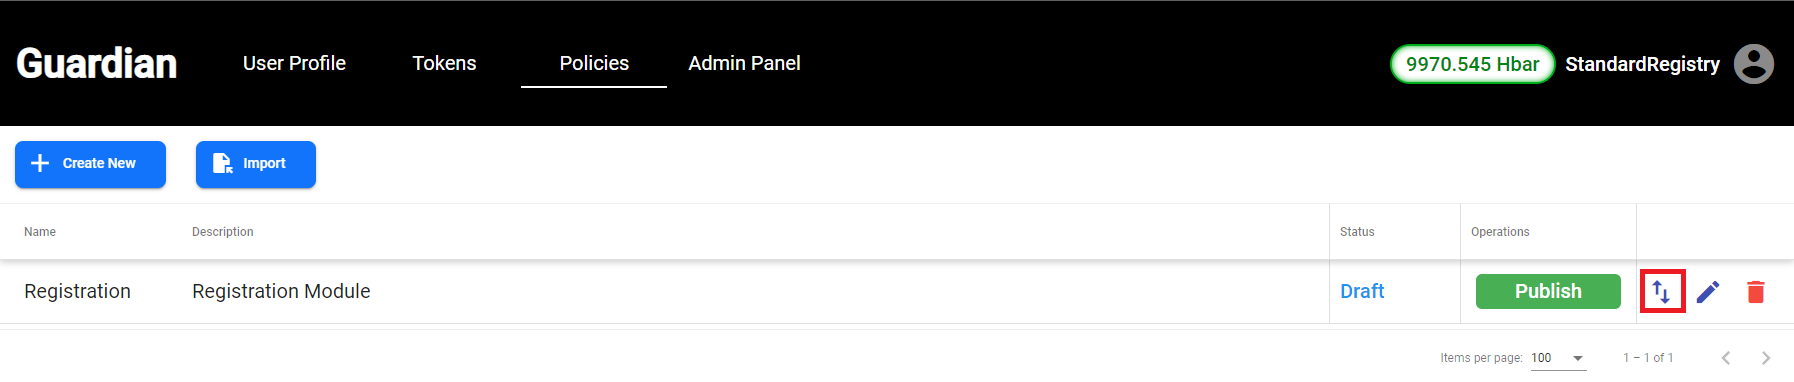 Guardian User Profile Tokens Policies Admin Panel 9970.545 Hbar StandardRegistry
Create New Import
Name Description Status Operations
Registration Registration Module Draft Publish
Items per page: 100 1 – 1 of 1